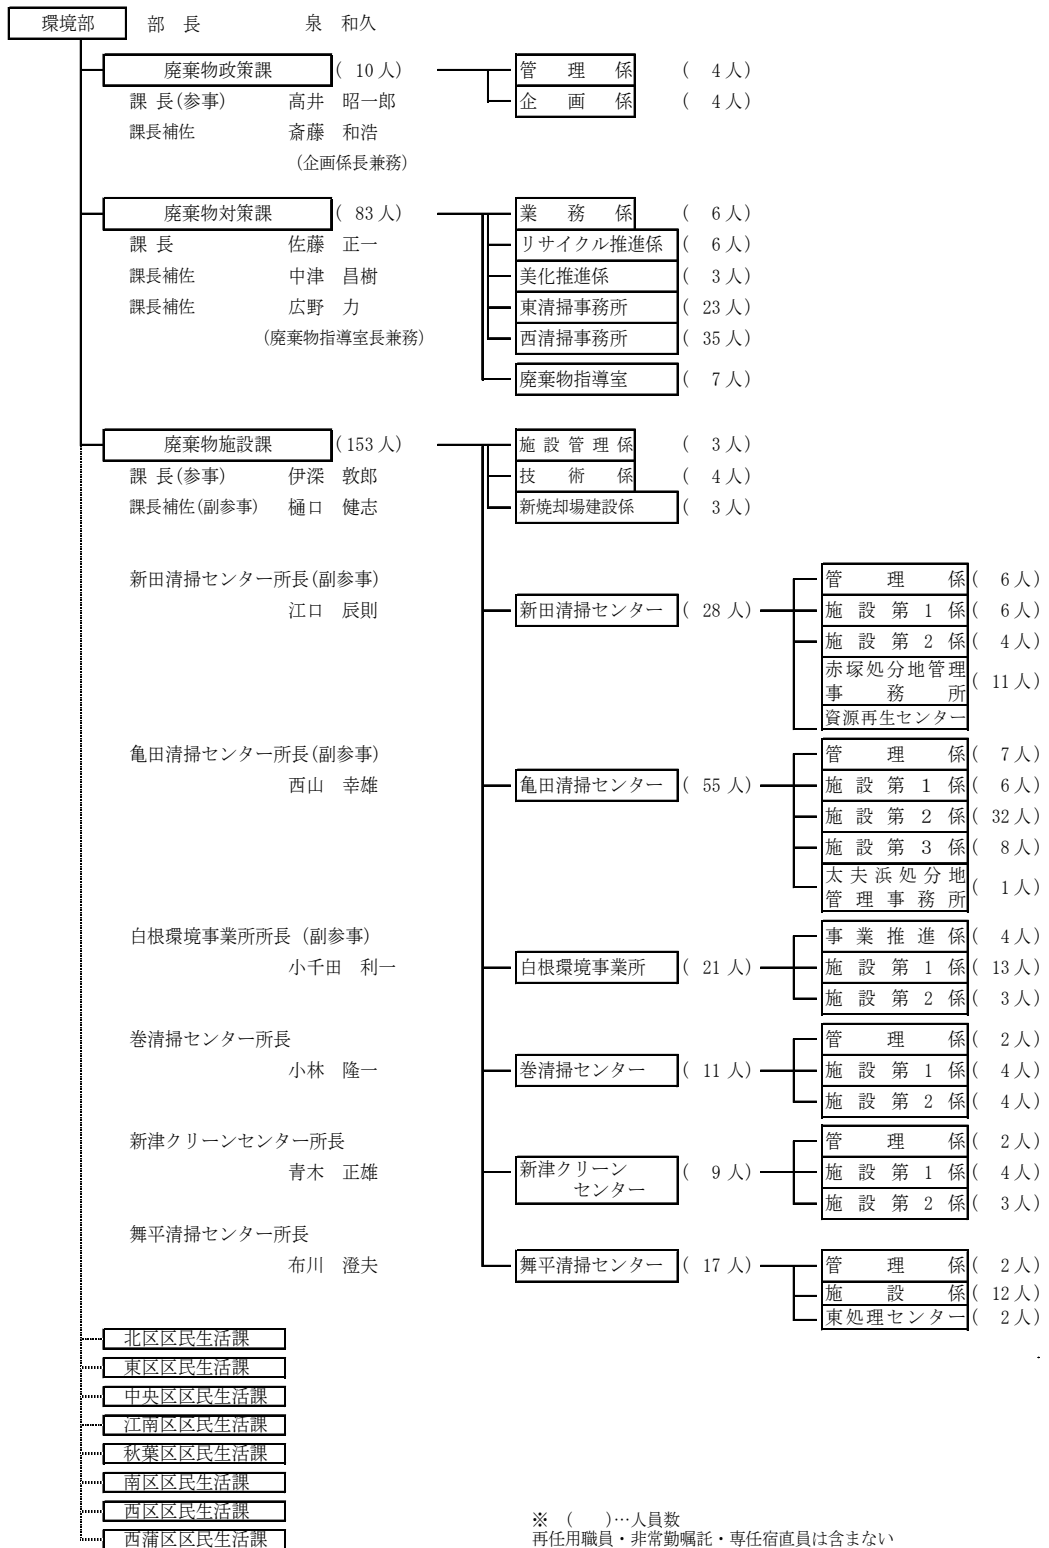 環境部 部 長 泉 和久
廃棄物政策課 ( 10 人) 管 理 係 ( 4 人)
課 長(参事) 高井 昭一郎 企 画 係 ( 4 人)
課長補佐 斎藤 和浩
(企画係長兼務)
廃棄物対策課 ( 83 人) 業 務 係 ( 6 人)
課 長 佐藤 正一 リサイクル推進係 ( 6 人)
課長補佐 中津 昌樹 美化推進係 ( 3 人)
課長補佐 広野 力 東清掃事務所 ( 23 人)
(廃棄物指導室長兼務) 西清掃事務所 ( 35 人)
廃棄物指導室 ( 7 人)
廃棄物施設課 ( 153 人) 施 設 管 理 係 ( 3 人)
課 長(参事) 伊深 敦郎 技 術 係 ( 4 人)
課長補佐(副参事) 樋口 健志 新焼却場建設係 ( 3 人)
新田清掃センター所長(副参事) 管 理 係 ( 6 人)
江口 辰則 新田清掃センター ( 28 人) 施 設 第 1 係 ( 6 人)
施 設 第 2 係 ( 4 人)
赤塚処分地管理
事 務 所 ( 11 人)
資源再生センター
亀田清掃センター所長(副参事) 管 理 係 ( 7 人)
西山 幸雄 亀田清掃センター ( 55 人) 施 設 第 1 係 ( 6 人)
施 設 第 2 係 ( 32 人)
施 設 第 3 係 ( 8 人)
太 夫 浜 処 分 地
管 理 事 務 所 ( 1 人)
白根環境事業所所長 (副参事) 事 業 推 進 係 ( 4 人)
小千田 利一 白根環境事業所 ( 21 人) 施 設 第 1 係 ( 13 人)
施 設 第 2 係 ( 3 人)
巻清掃センター所長 管 理 係 ( 2 人)
小林 隆一 巻清掃センター ( 11 人) 施 設 第 1 係 ( 4 人)
施 設 第 2 係 ( 4 人)
新津クリーンセンター所長 管 理 係 ( 2 人)
青木 正雄 新津クリーン
センター ( 9 人) 施 設 第 1 係 ( 4 人)
施 設 第 2 係 ( 3 人)
舞平清掃センター所長
布川 澄夫 舞平清掃センター ( 17 人) 管 理 係 ( 2 人)
施 設 係 ( 12 人)
東処理センター ( 2 人)
北区区民生活課
東区区民生活課
中央区区民生活課
江南区区民生活課
秋葉区区民生活課
南区区民生活課
西区区民生活課
西蒲区区民生活課
※ ( )…人員数
再任用職員・非常勤嘱託・専任宿直員は含まない